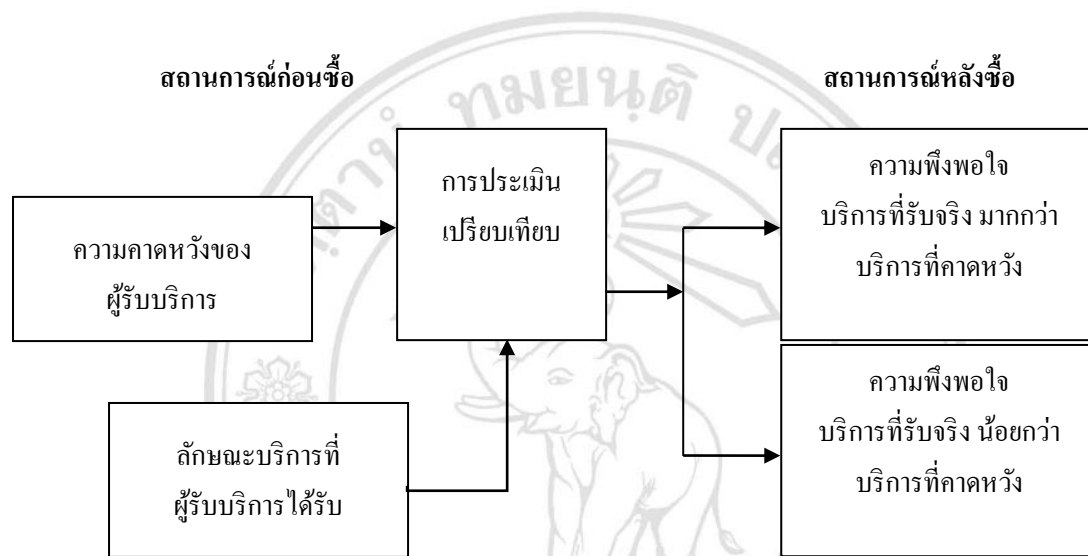 สถานการณ์ก่อนซื้อ
สถานการณ์หลังซื้อ
ความคาดหวังของ
ผู้รับบริการ
ลักษณะบริการที่
ผู้รับบริการได้รับ
การประเมิน
เปรียบเทียบ
ความพึงพอใจ
บริการที่รับจริง มากกว่า
บริการที่คาดหวัง
ความพึงพอใจ
บริการที่รับจริง น้อยกว่า
บริการที่คาดหวัง
ทมยนฺติ